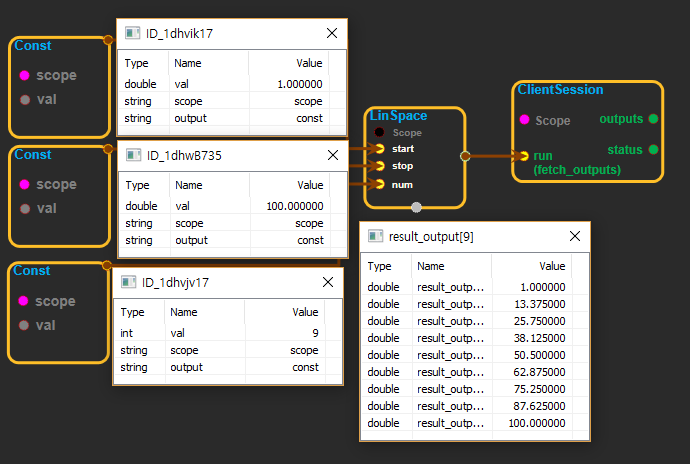 Const
scope
val
ID_1dhvik17
Type Name Value
double val 1.000000
string scope scope
string output const
Const
scope
val
ID_1dhwB735
Type Name Value
double val 100.000000
string scope scope
string output const
Const
scope
val
ID_1dhvjv17
Type Name Value
int val 9
string scope scope
string output const
LinSpace
Scope
start
stop
num
ClientSession
Scope
outputs
status
run
(fetch_outputs)
result_output[9]
Type Name Value
double result_outp... 1.000000
double result_outp... 13.375000
double result_outp... 25.750000
double result_outp... 38.125000
double result_outp... 50.500000
double result_outp... 62.875000
double result_outp... 75.250000
double result_outp... 87.625000
double result_outp... 100.000000